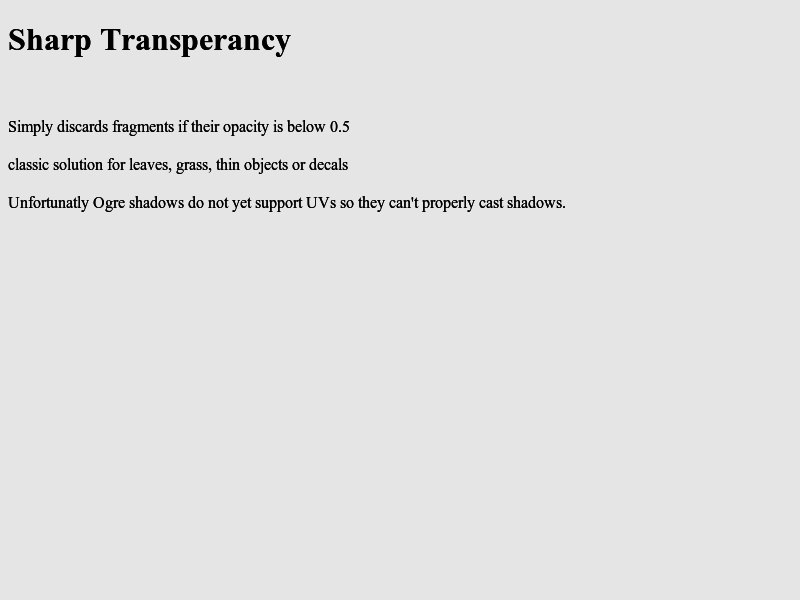 Sharp Transperancy
Simply discards fragments if their opacity is below 0.5
classic solution for leaves, grass, thin objects or decals
Unfortunatly Ogre shadows do not yet support UVs so they can't properly cast shadows.